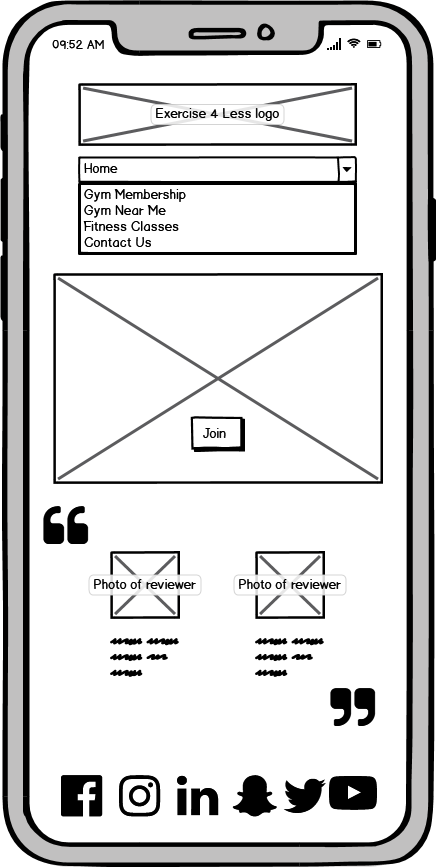 09:52 AM
Exercise 4 Less logo
Home
Gym Membership
Gym Near Me
Fitness Classes
Contact Us
Join
Photo of reviewer
Photo of reviewer